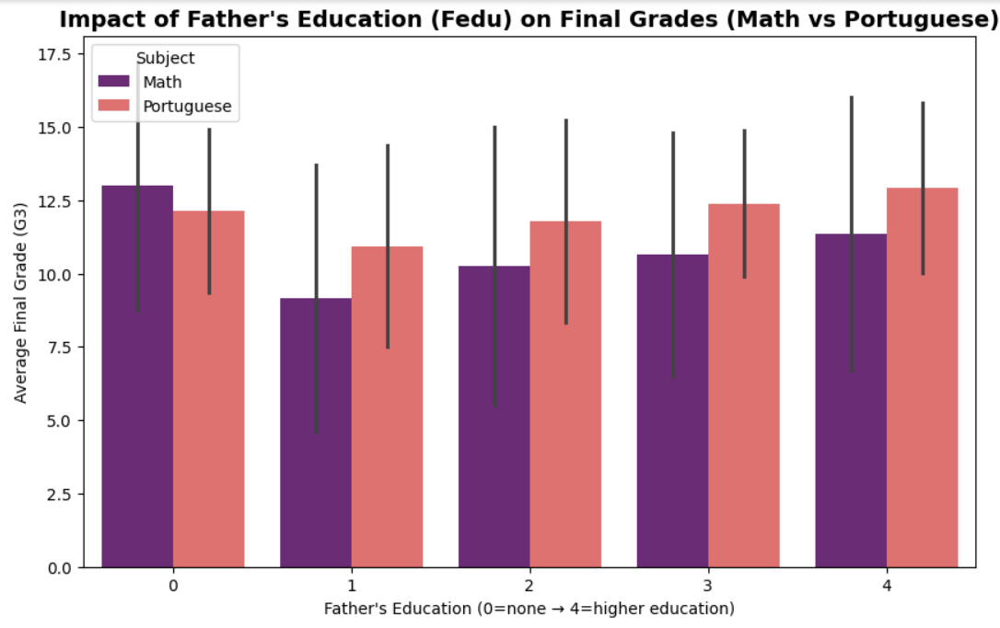 Impact of Father's Education (Fedu) on Final Grades (Math vs Portuguese)
Subject
Math
Portuguese
Average Final Grade (G3)
17.5
15.0
12.5
10.0
7.5
5.0
2.5
0.0
0 1 2 3 4
Father's Education (0=none → 4=higher education)